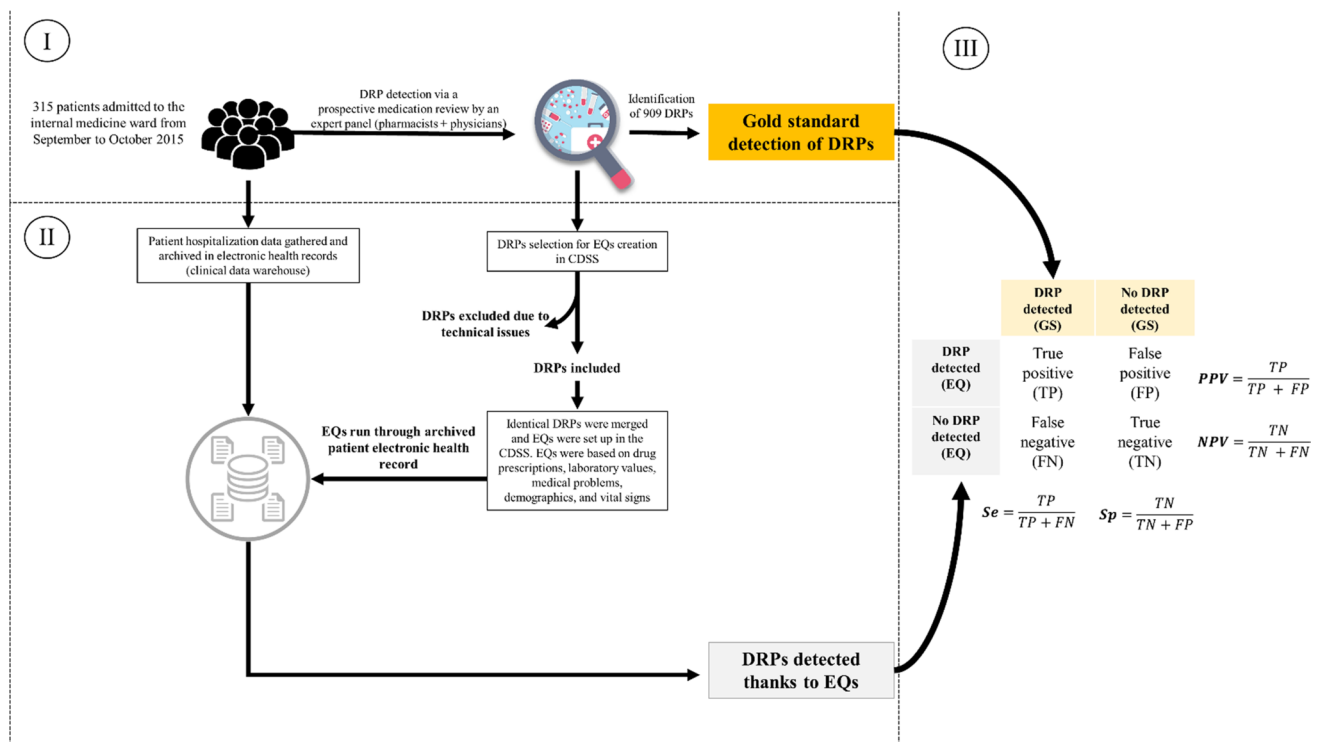 I
315 patients admitted to the
internal medicine ward from
September to October 2015
DRP detection via a
prospective medication review by an
expert panel (pharmacists + physicians)
Identification
of 909 DRPs
Gold standard
detection of DRPs
II
Patient hospitalization data gathered and
archived in electronic health records
(clinical data warehouse)
DRPs selection for EQs creation
in CDSS
DRPs excluded due to
technical issues
DRPs included
Identical DRPs were merged
and EQs were set up in the
CDSS. EQs were based on drug
prescriptions, laboratory values,
medical problems,
demographics, and vital signs
EQs run through archived
patient electronic health
record
DRPs detected
thanks to EQs
III
DRP
detected
(GS)
No DRP
detected
(GS)
DRP
detected
(EQ)
True
positive
(TP)
False
positive
(FP)
PPV = TP / TP + FP
No DRP
detected
(EQ)
False
negative
(FN)
True
negative
(TN)
NPV = TN / TN + FN
Se = TP / TP + FN
Sp = TN / TN + FP